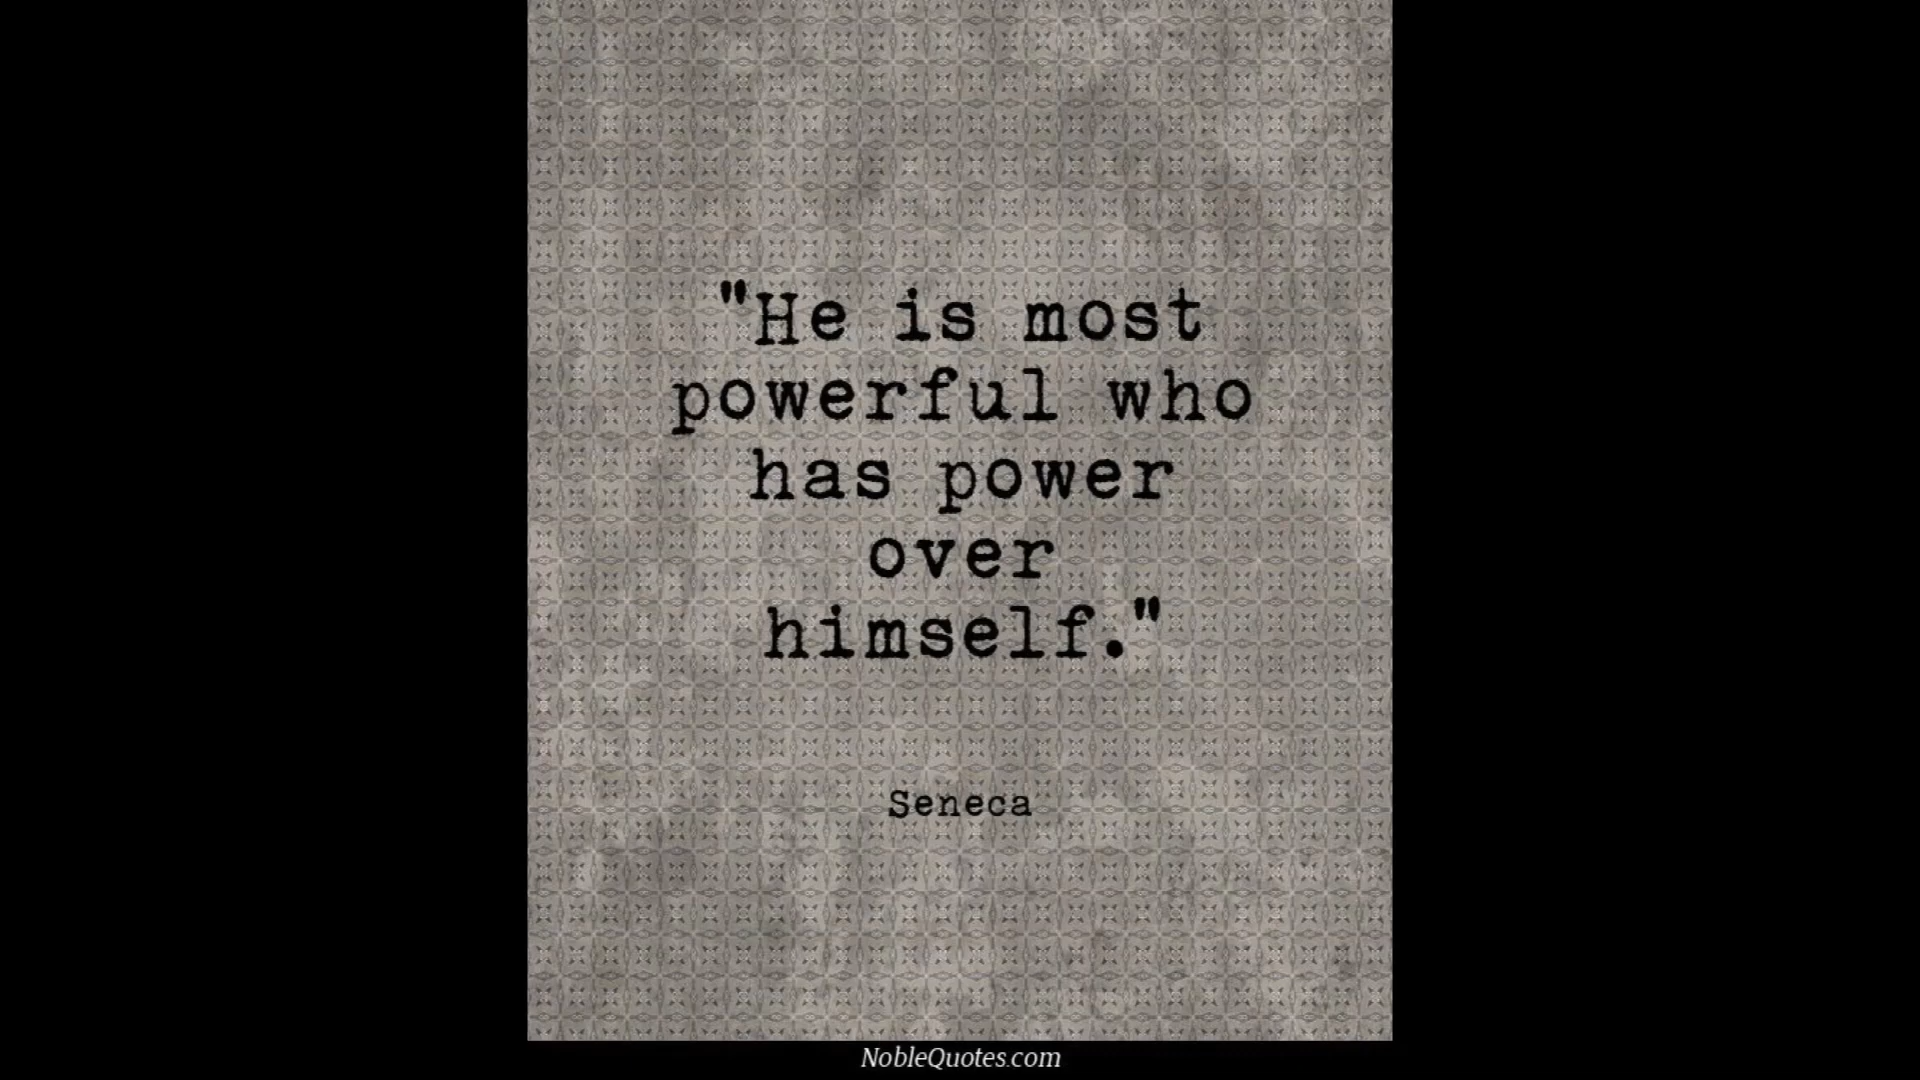 "He is most
powerful who
has power
over
himself."
Seneca
NobleQuotes.com